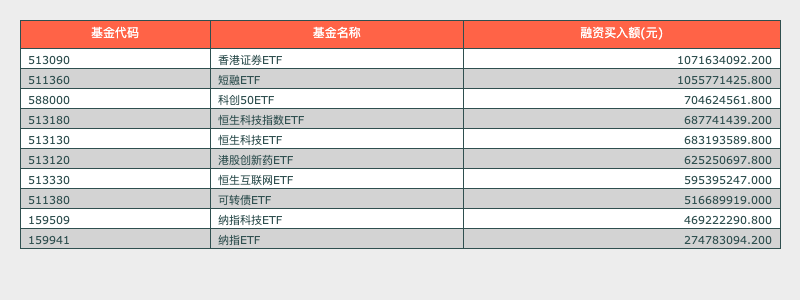 基金代码 基金名称 融资买入额(元)
513090 香港证券ETF 1071634092.200
511360 短融ETF 1055771425.800
588000 科创50ETF 704624561.800
513180 恒生科技指数ETF 687741439.200
513130 恒生科技ETF 683193589.800
513120 港股创新药ETF 625250697.800
513330 恒生互联网ETF 595395247.000
511380 可转债ETF 516689919.000
159509 纳指科技ETF 469222290.800
159941 纳指ETF 274783094.200